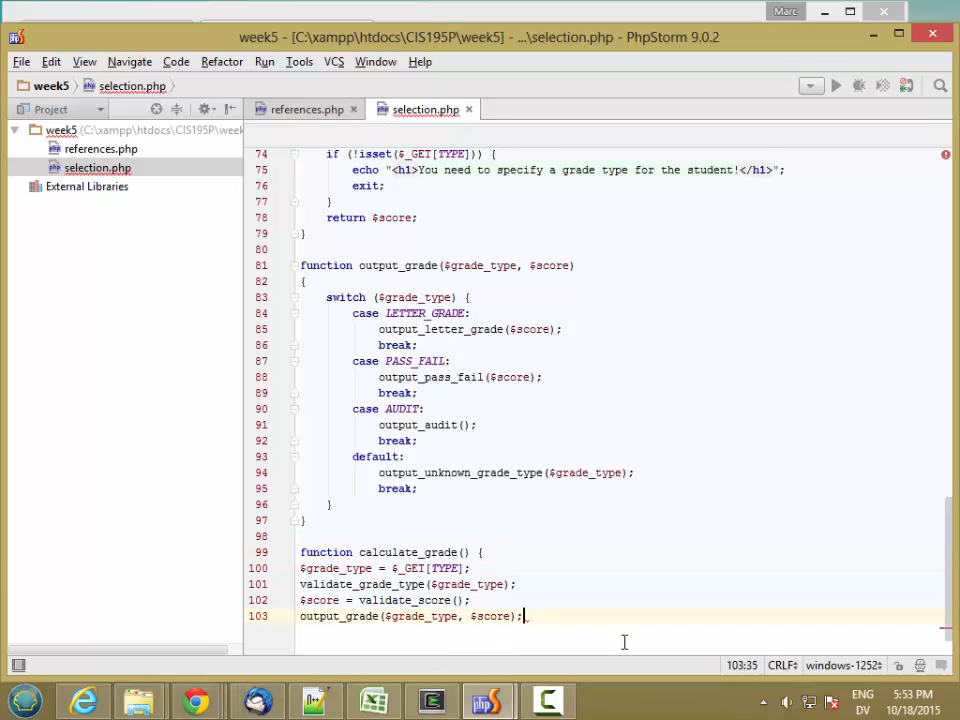 Marc
week5 - [C:\xampp\htdocs\CIS195P\week5] - ...\selection.php - PhpStorm 9.0.2
File Edit View Navigate Code Refactor Run Tools VCS Window Help
week5 selection.php
Project references.php selection.php
week5 (C:\xampp\htdocs\CIS195P\week
references.php
selection.php
External Libraries
74 if (!isset($_GET[TYPE])) {
75 echo "<h1>You need to specify a grade type for the student!</h1>";
76 exit;
77 }
78 return $score;
79 }
80
81 function output_grade($grade_type, $score)
82 {
83 switch ($grade_type) {
84 case LETTER_GRADE:
85 output_letter_grade($score);
86 break;
87 case PASS_FAIL:
88 output_pass_fail($score);
89 break;
90 case AUDIT:
91 output_audit();
92 break;
93 default:
94 output_unknown_grade_type($grade_type);
95 break;
96 }
97 }
98
99 function calculate_grade() {
100 $grade_type = $_GET[TYPE];
101 validate_grade_type($grade_type);
102 $score = validate_score();
103 output_grade($grade_type, $score);
103:35 CRLF windows-1252
ENG 5:53 PM
DV 10/18/2015